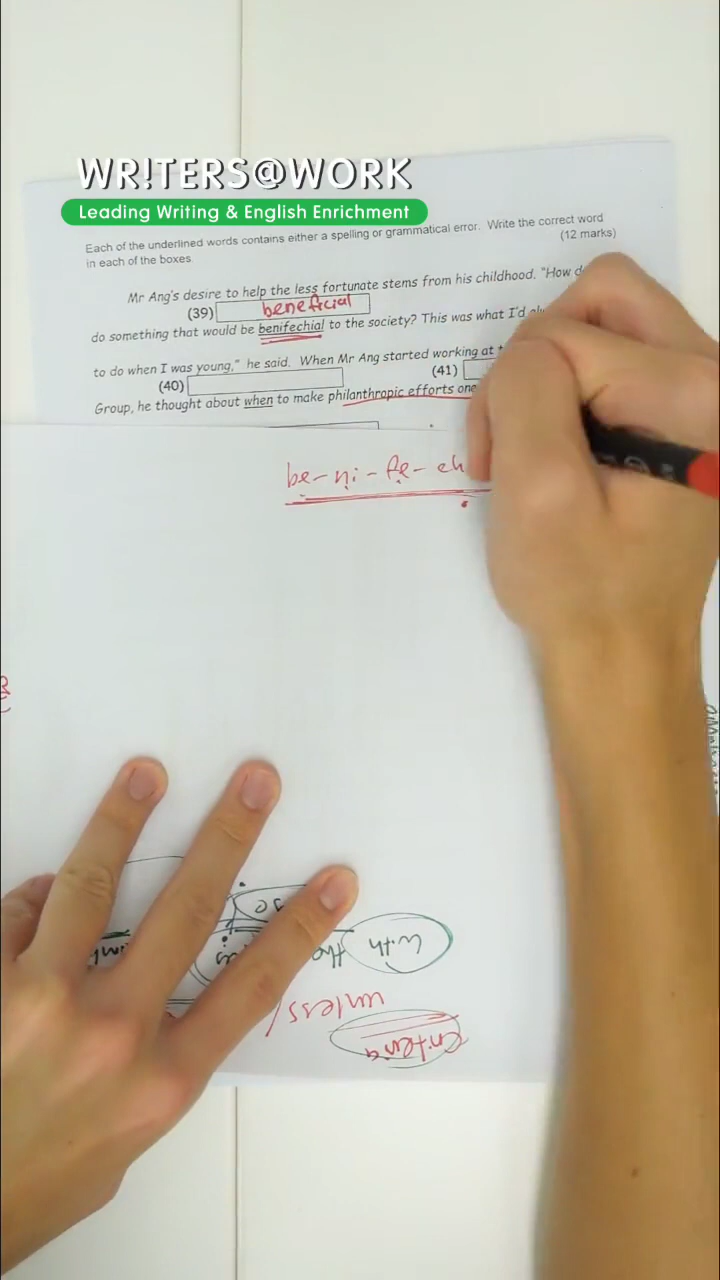 WR!TERS@WORK
Leading Writing & English Enrichment
Each of the underlined words contains either a spelling or grammatical error. Write the correct word
in each of the boxes.
(12 marks)
Mr Ang's desire to help the less fortunate stems from his childhood. "How d
(39) beneficial
do something that would be benifechial to the society? This was what I'd
to do when I was young," he said. When Mr Ang started working at
(40)
(41)
Group, he thought about when to make philanthropic efforts one
be-ni-fe-ch
with
the
unless/
criteria